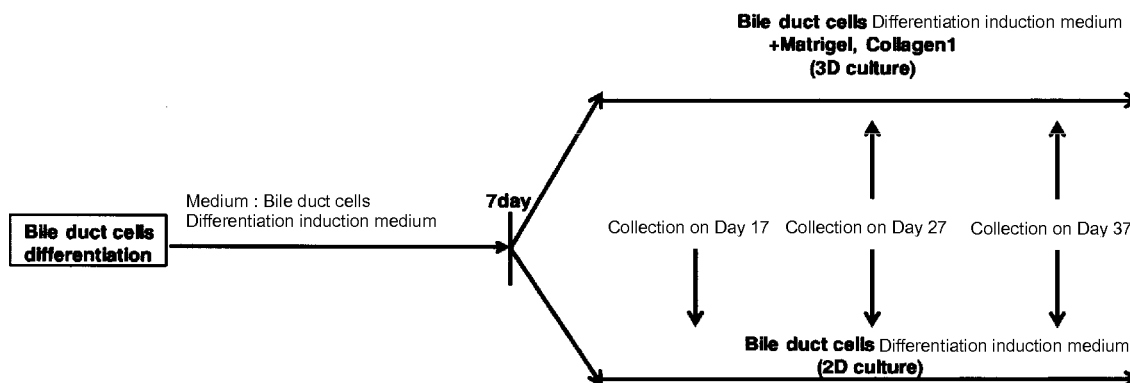 Bile duct cells Differentiation induction medium
+Matrigel, Collagen1
(3D culture)
Medium : Bile duct cells
Differentiation induction medium
7day
Bile duct cells
differentiation
Collection on Day 17
Collection on Day 27
Collection on Day 37
Bile duct cells Differentiation induction medium
(2D culture)